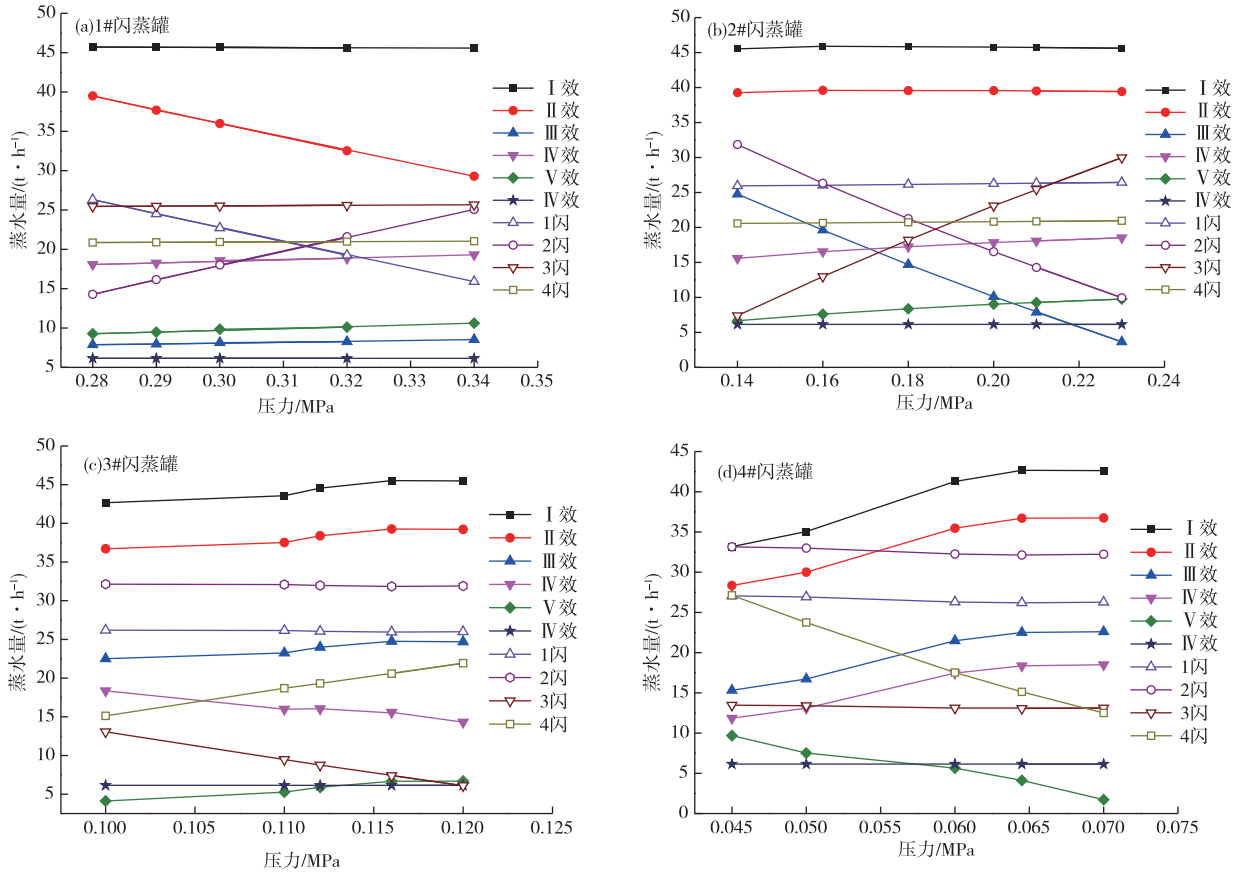 (a)1#闪蒸罐
50
45
40
35
30
25
20
15
10
5
蒸水量/(t·h⁻¹)
0.28
0.29
0.30
0.31
0.32
0.33
0.34
0.35
压力/MPa
Ⅰ效
Ⅱ效
Ⅲ效
Ⅳ效
Ⅴ效
Ⅳ效
1闪
2闪
3闪
4闪
(b)2#闪蒸罐
50
45
40
35
30
25
20
15
10
5
0
蒸水量/(t·h⁻¹)
0.14
0.16
0.18
0.20
0.22
0.24
压力/MPa
Ⅰ效
Ⅱ效
Ⅲ效
Ⅳ效
Ⅴ效
Ⅳ效
1闪
2闪
3闪
4闪
(c)3#闪蒸罐
50
45
40
35
30
25
20
15
10
5
蒸水量/(t·h⁻¹)
0.100
0.105
0.110
0.115
0.120
0.125
压力/MPa
Ⅰ效
Ⅱ效
Ⅲ效
Ⅳ效
Ⅴ效
Ⅳ效
1闪
2闪
3闪
4闪
(d)4#闪蒸罐
45
40
35
30
25
20
15
10
5
0
蒸水量/(t·h⁻¹)
0.045
0.050
0.055
0.060
0.065
0.070
0.075
压力/MPa
Ⅰ效
Ⅱ效
Ⅲ效
Ⅳ效
Ⅴ效
Ⅳ效
1闪
2闪
3闪
4闪